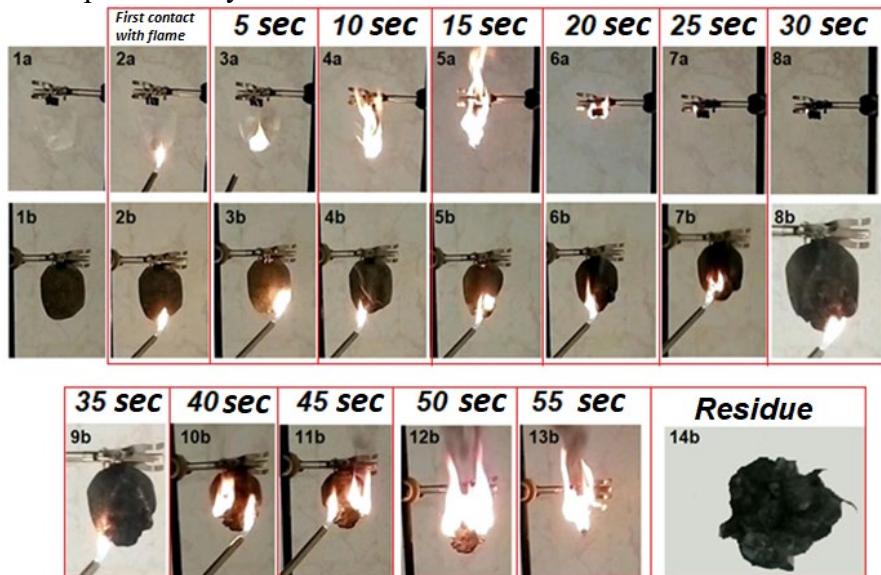 First contact
with flame
5 sec
10 sec
15 sec
20 sec
25 sec
30 sec
1a
2a
3a
4a
5a
6a
7a
8a
1b
2b
3b
4b
5b
6b
7b
8b
35 sec
40 sec
45 sec
50 sec
55 sec
Residue
9b
10b
11b
12b
13b
14b